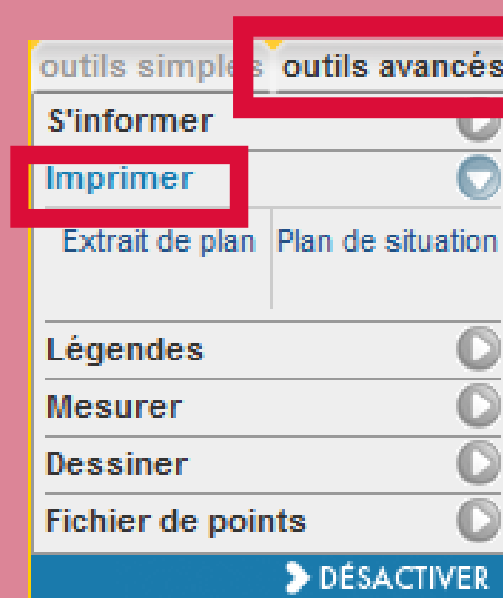 outils simples outils avancés
S'informer
Imprimer
Extrait de plan Plan de situation
Légendes
Mesurer
Dessiner
Fichier de points
DÉSACTIVER